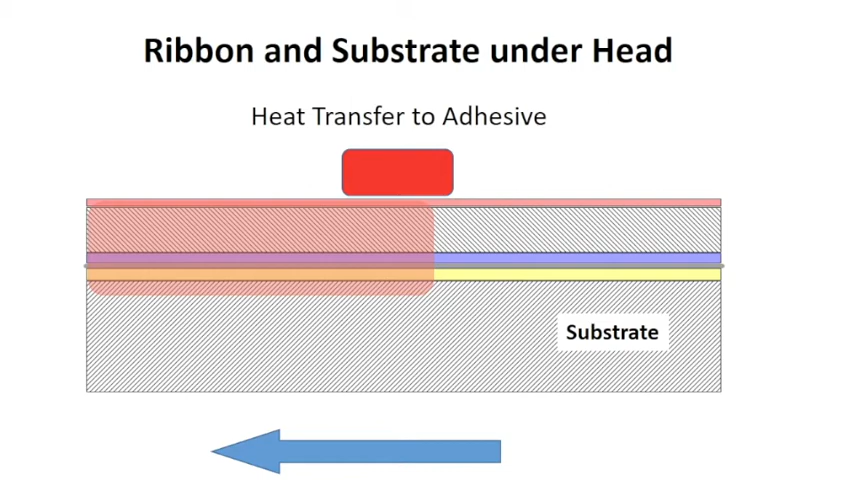 Ribbon and Substrate under Head
Heat Transfer to Adhesive
Substrate